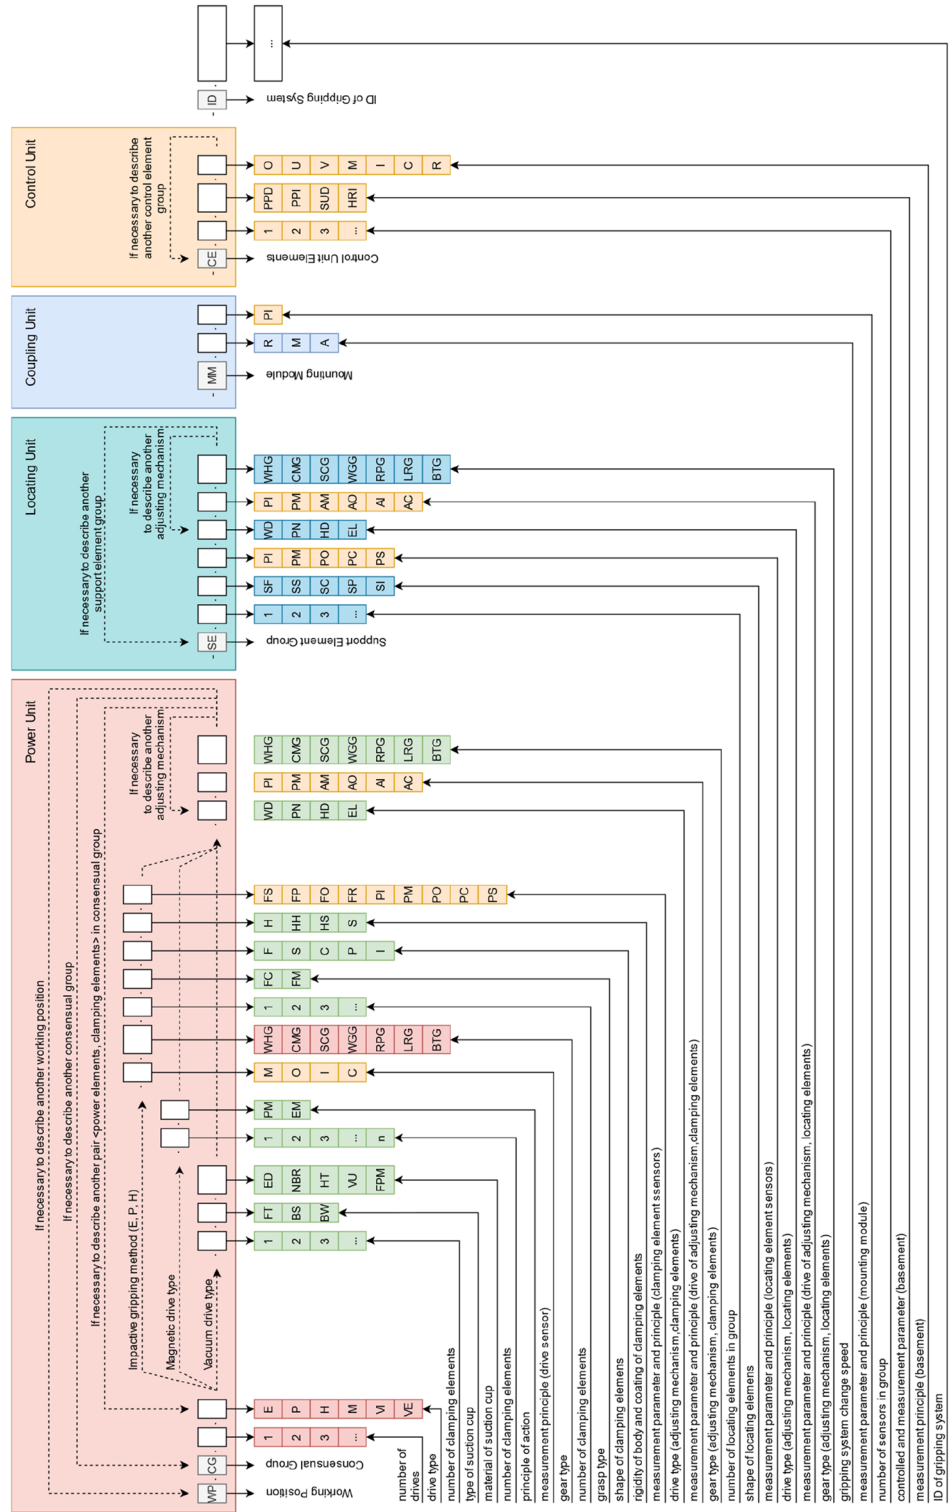 Power Unit
If necessary to describe another working position
If necessary to describe another consensual group
If necessary to describe another pair <power elements, clamping elements> in consensual group
Impactive gripping method (E, P, H)
Magnetic drive type
Vacuum drive type
If necessary
to describe another
adjusting mechanism
- WP
. CG
Working Position
Consensual Group
1
2
3
...
E
P
H
M
VI
VE
1
2
3
...
FT
BS
BW
ED
NBR
HT
VU
FPM
1
2
3
...
n
PM
EM
M
O
I
C
WHG
CMG
SCG
WGG
RPG
LRG
BTG
1
2
3
...
FC
FM
F
S
C
P
I
H
HH
HS
S
FS
FP
FO
FR
PI
PM
PO
PC
PS
WD
PN
HD
EL
PI
PM
AM
AO
AI
AC
WHG
CMG
SCG
WGG
RPG
LRG
BTG
Locating Unit
If necessary to describe another
support element group
If necessary
to describe another
adjusting mechanism
- SE
Support Element Group
1
2
3
...
SF
SS
SC
SP
SI
PI
PM
PO
PC
PS
WD
PN
HD
EL
PI
PM
AM
AO
AI
AC
WHG
CMG
SCG
WGG
RPG
LRG
BTG
Coupling Unit
- MM
Mounting Module
R
M
A
PI
Control Unit
If necessary to describe
another control element
group
- CE
Control Unit Elements
1
2
3
...
PPD
PPI
SUD
HRI
O
U
V
M
I
C
R
- ID
ID of Gripping System
...
number of
drives
drive type
number of clamping elements
type of suction cup
material of suction cup
number of clamping elements
principle of action
measurement principle (drive sensor)
gear type
number of clamping elements
grasp type
shape of clamping elemens
rigidity of body and coating of clamping elements
measurement parameter and principle (clamping element ssensors)
drive type (adjusting mechanism,clamping elements)
measurement parameter and principle (drive of adjusting mechanism,clamping elements)
gear type (adjusting mechanism, clamping elements)
number of locating elements in group
shape of locating elements
measurement parameter and principle (locating element sensors)
drive type (adjusting mechanism, locating elements)
measurement parameter and principle (drive of adjusting mechanism, locating elements)
gear type (adjusting mechanism, locating elements)
gripping system change speed
measurement parameter and principle (mounting module)
number of sensors in group
controlled and measurement parameter (basement)
measurement principle (basement)
ID of gripping system